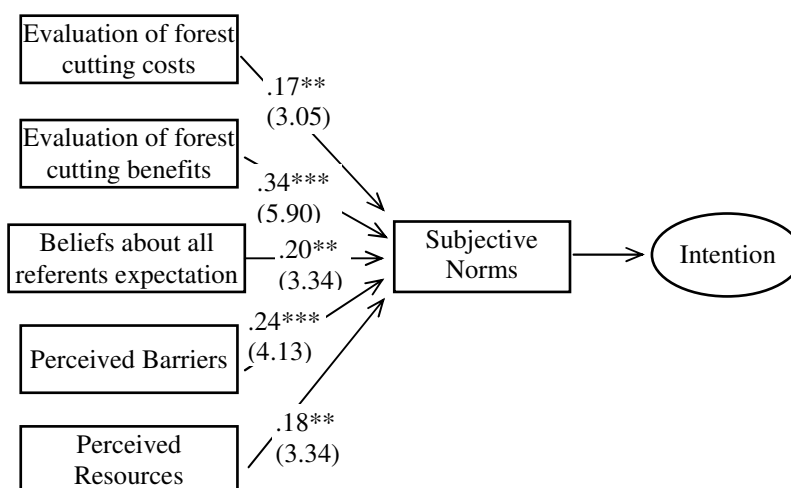 Evaluation of forest
cutting costs
.17**
(3.05)
Evaluation of forest
cutting benefits
.34***
(5.90)
Beliefs about all
referents expectation
.20**
(3.34)
Subjective
Norms
Intention
.24***
(4.13)
Perceived Barriers
.18**
(3.34)
Perceived
Resources